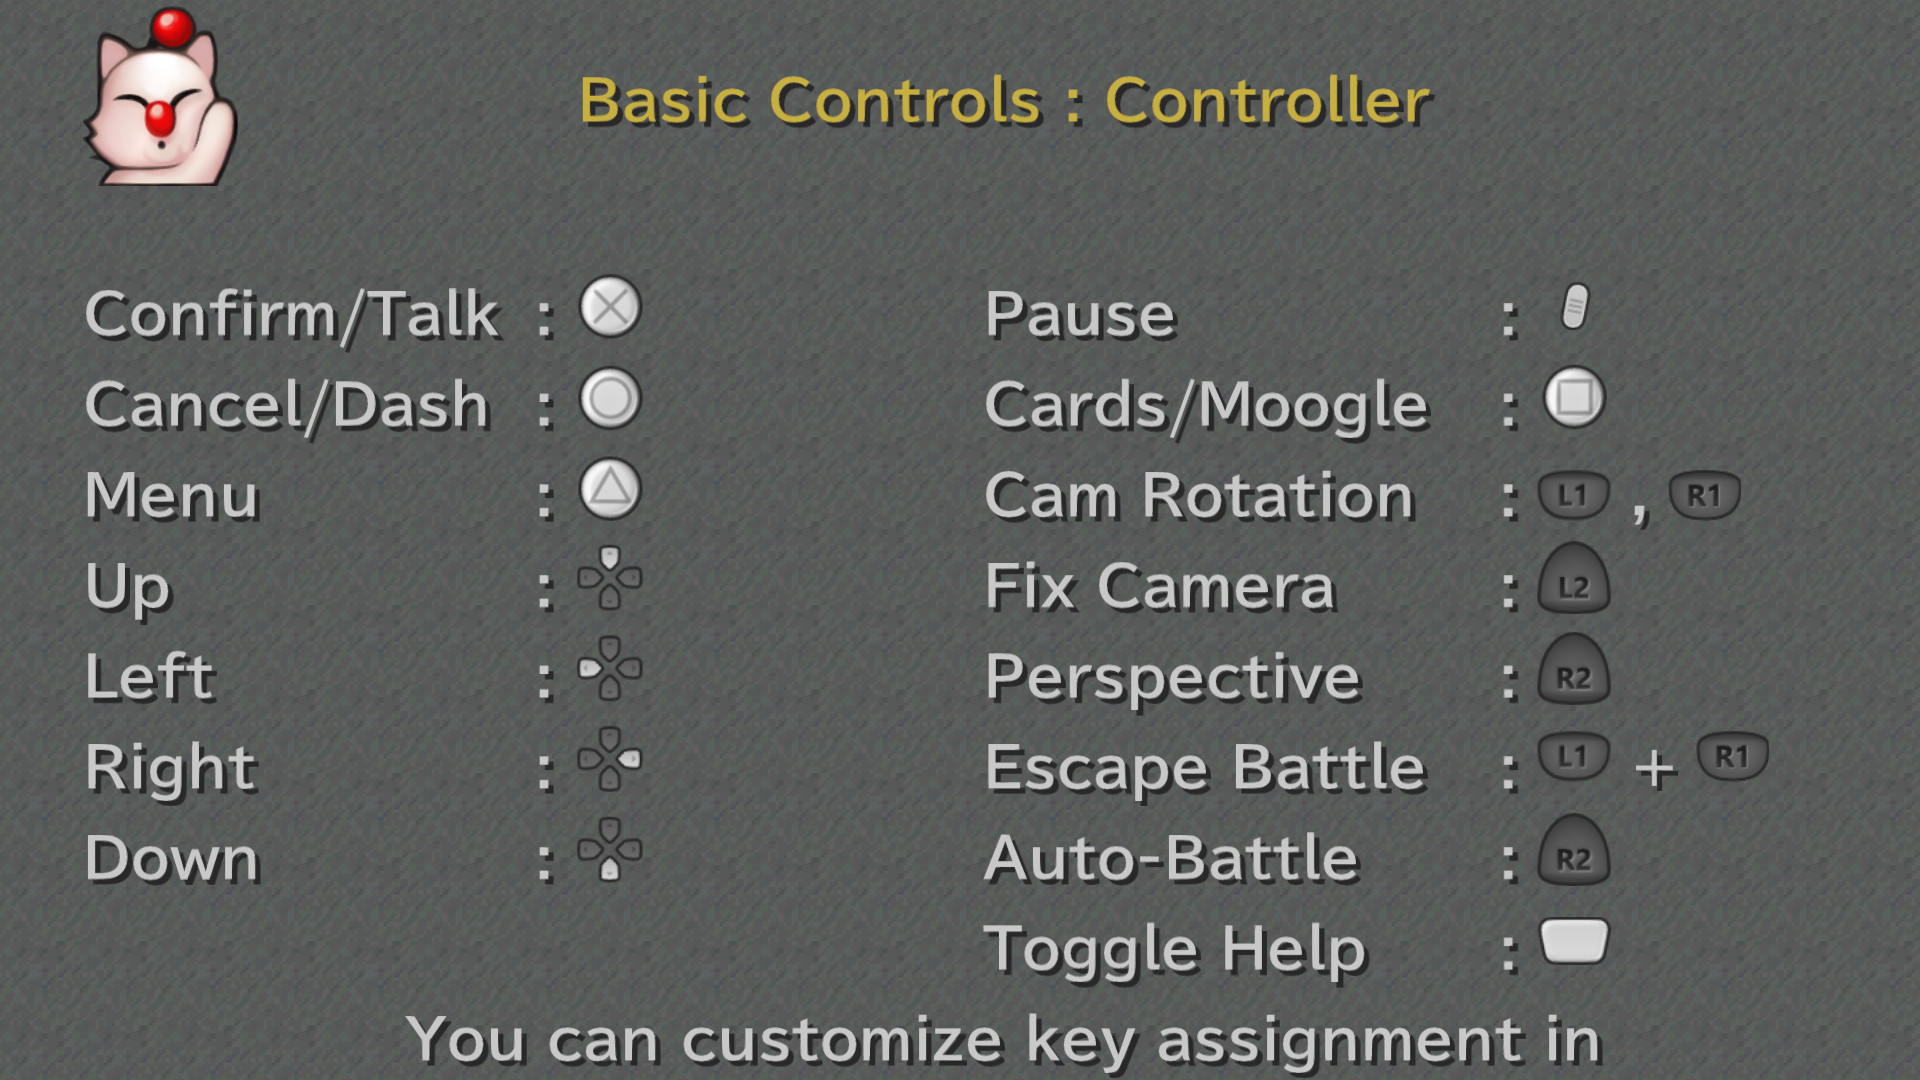 Basic Controls : Controller
Confirm/Talk :
Cancel/Dash :
Menu :
Up :
Left :
Right :
Down :
Pause :
Cards/Moogle :
Cam Rotation : L1 , R1
Fix Camera : L2
Perspective : R2
Escape Battle : L1 + R1
Auto-Battle : R2
Toggle Help :
You can customize key assignment in